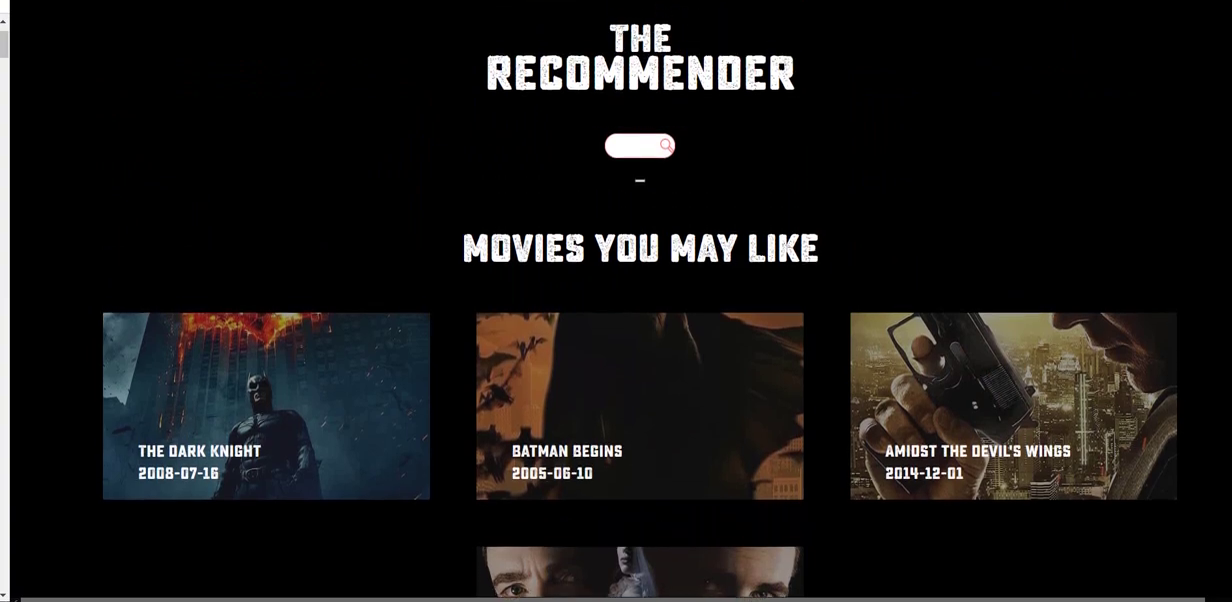 THE
RECOMMENDER
MOVIES YOU MAY LIKE
THE DARK KNIGHT
2008-07-16
BATMAN BEGINS
2005-06-10
AMIDST THE DEVIL'S WINGS
2014-12-01